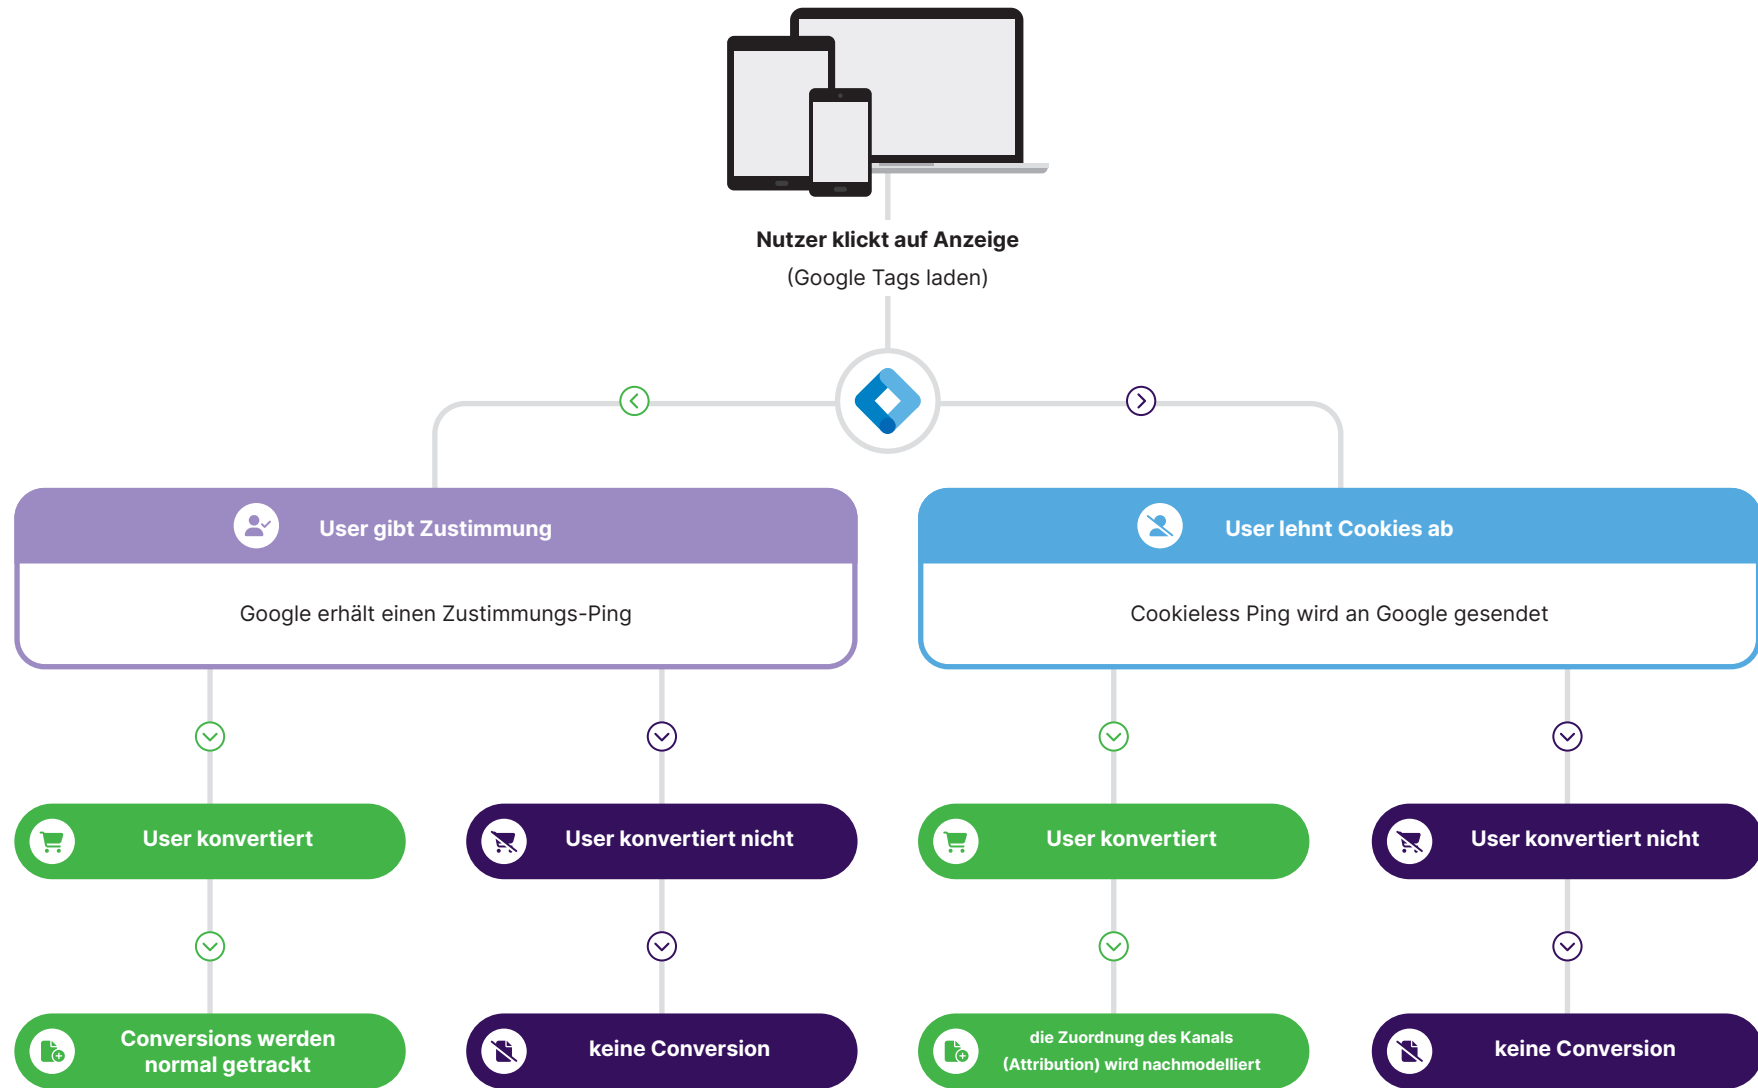 Nutzer klickt auf Anzeige
(Google Tags laden)
User gibt Zustimmung
Google erhält einen Zustimmungs-Ping
User lehnt Cookies ab
Cookieless Ping wird an Google gesendet
User konvertiert
User konvertiert nicht
User konvertiert
User konvertiert nicht
Conversions werden
normal getrackt
keine Conversion
die Zuordnung des Kanals
(Attribution) wird nachmodelliert
keine Conversion